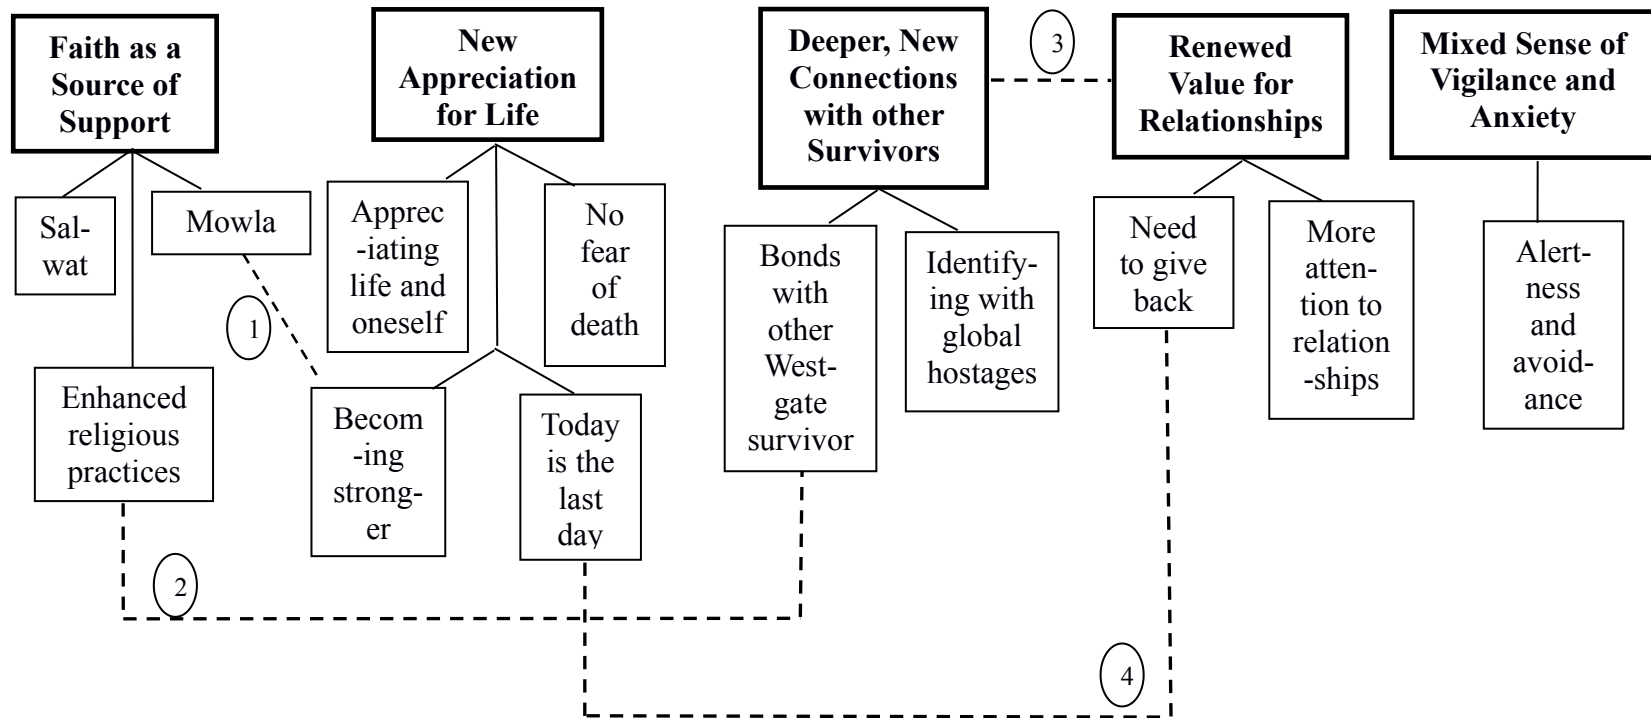 Faith as a
Source of
Support
New
Appreciation
for Life
Deeper, New
Connections
with other
Survivors
3
Renewed
Value for
Relationships
Mixed Sense of
Vigilance and
Anxiety
Sal-
wat
Mowla
Apprec
-iating
life and
oneself
No
fear
of
death
Bonds
with
other
West-
gate
survivor
Identify-
ing with
global
hostages
Need
to give
back
More
atten-
tion to
relation
-ships
Alert-
ness
and
avoid-
ance
1
Enhanced
religious
practices
Becom
-ing
strong-
er
Today
is the
last
day
2
4